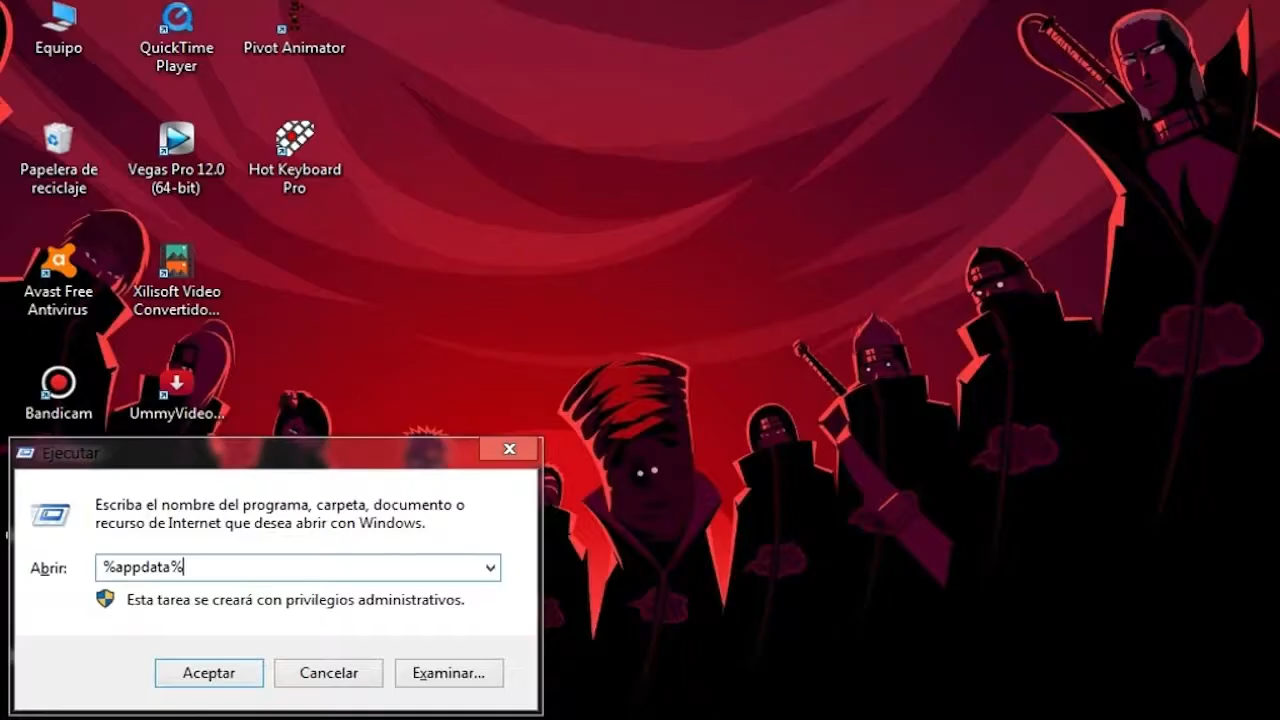 Equipo
QuickTime
Player
Pivot Animator
Papelera de
reciclaje
Vegas Pro 12.0
(64-bit)
Hot Keyboard
Pro
Avast Free
Antivirus
Xilisoft Video
Convertido...
Bandicam
UmmyVideo...
Ejecutar
Escriba el nombre del programa, carpeta, documento o
recurso de Internet que desea abrir con Windows.
Abrir: %appdata%
Esta tarea se creará con privilegios administrativos.
Aceptar Cancelar Examinar...